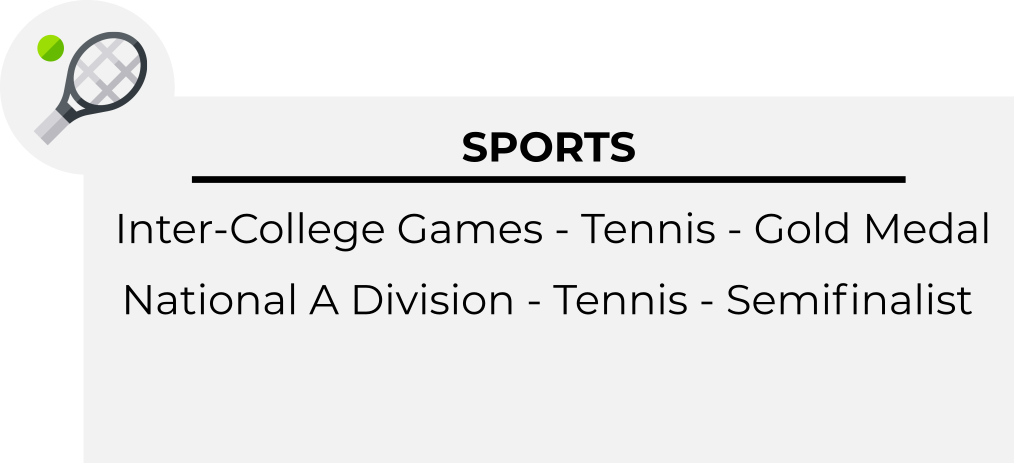 SPORTS
Inter-College Games - Tennis - Gold Medal
National A Division - Tennis - Semifinalist